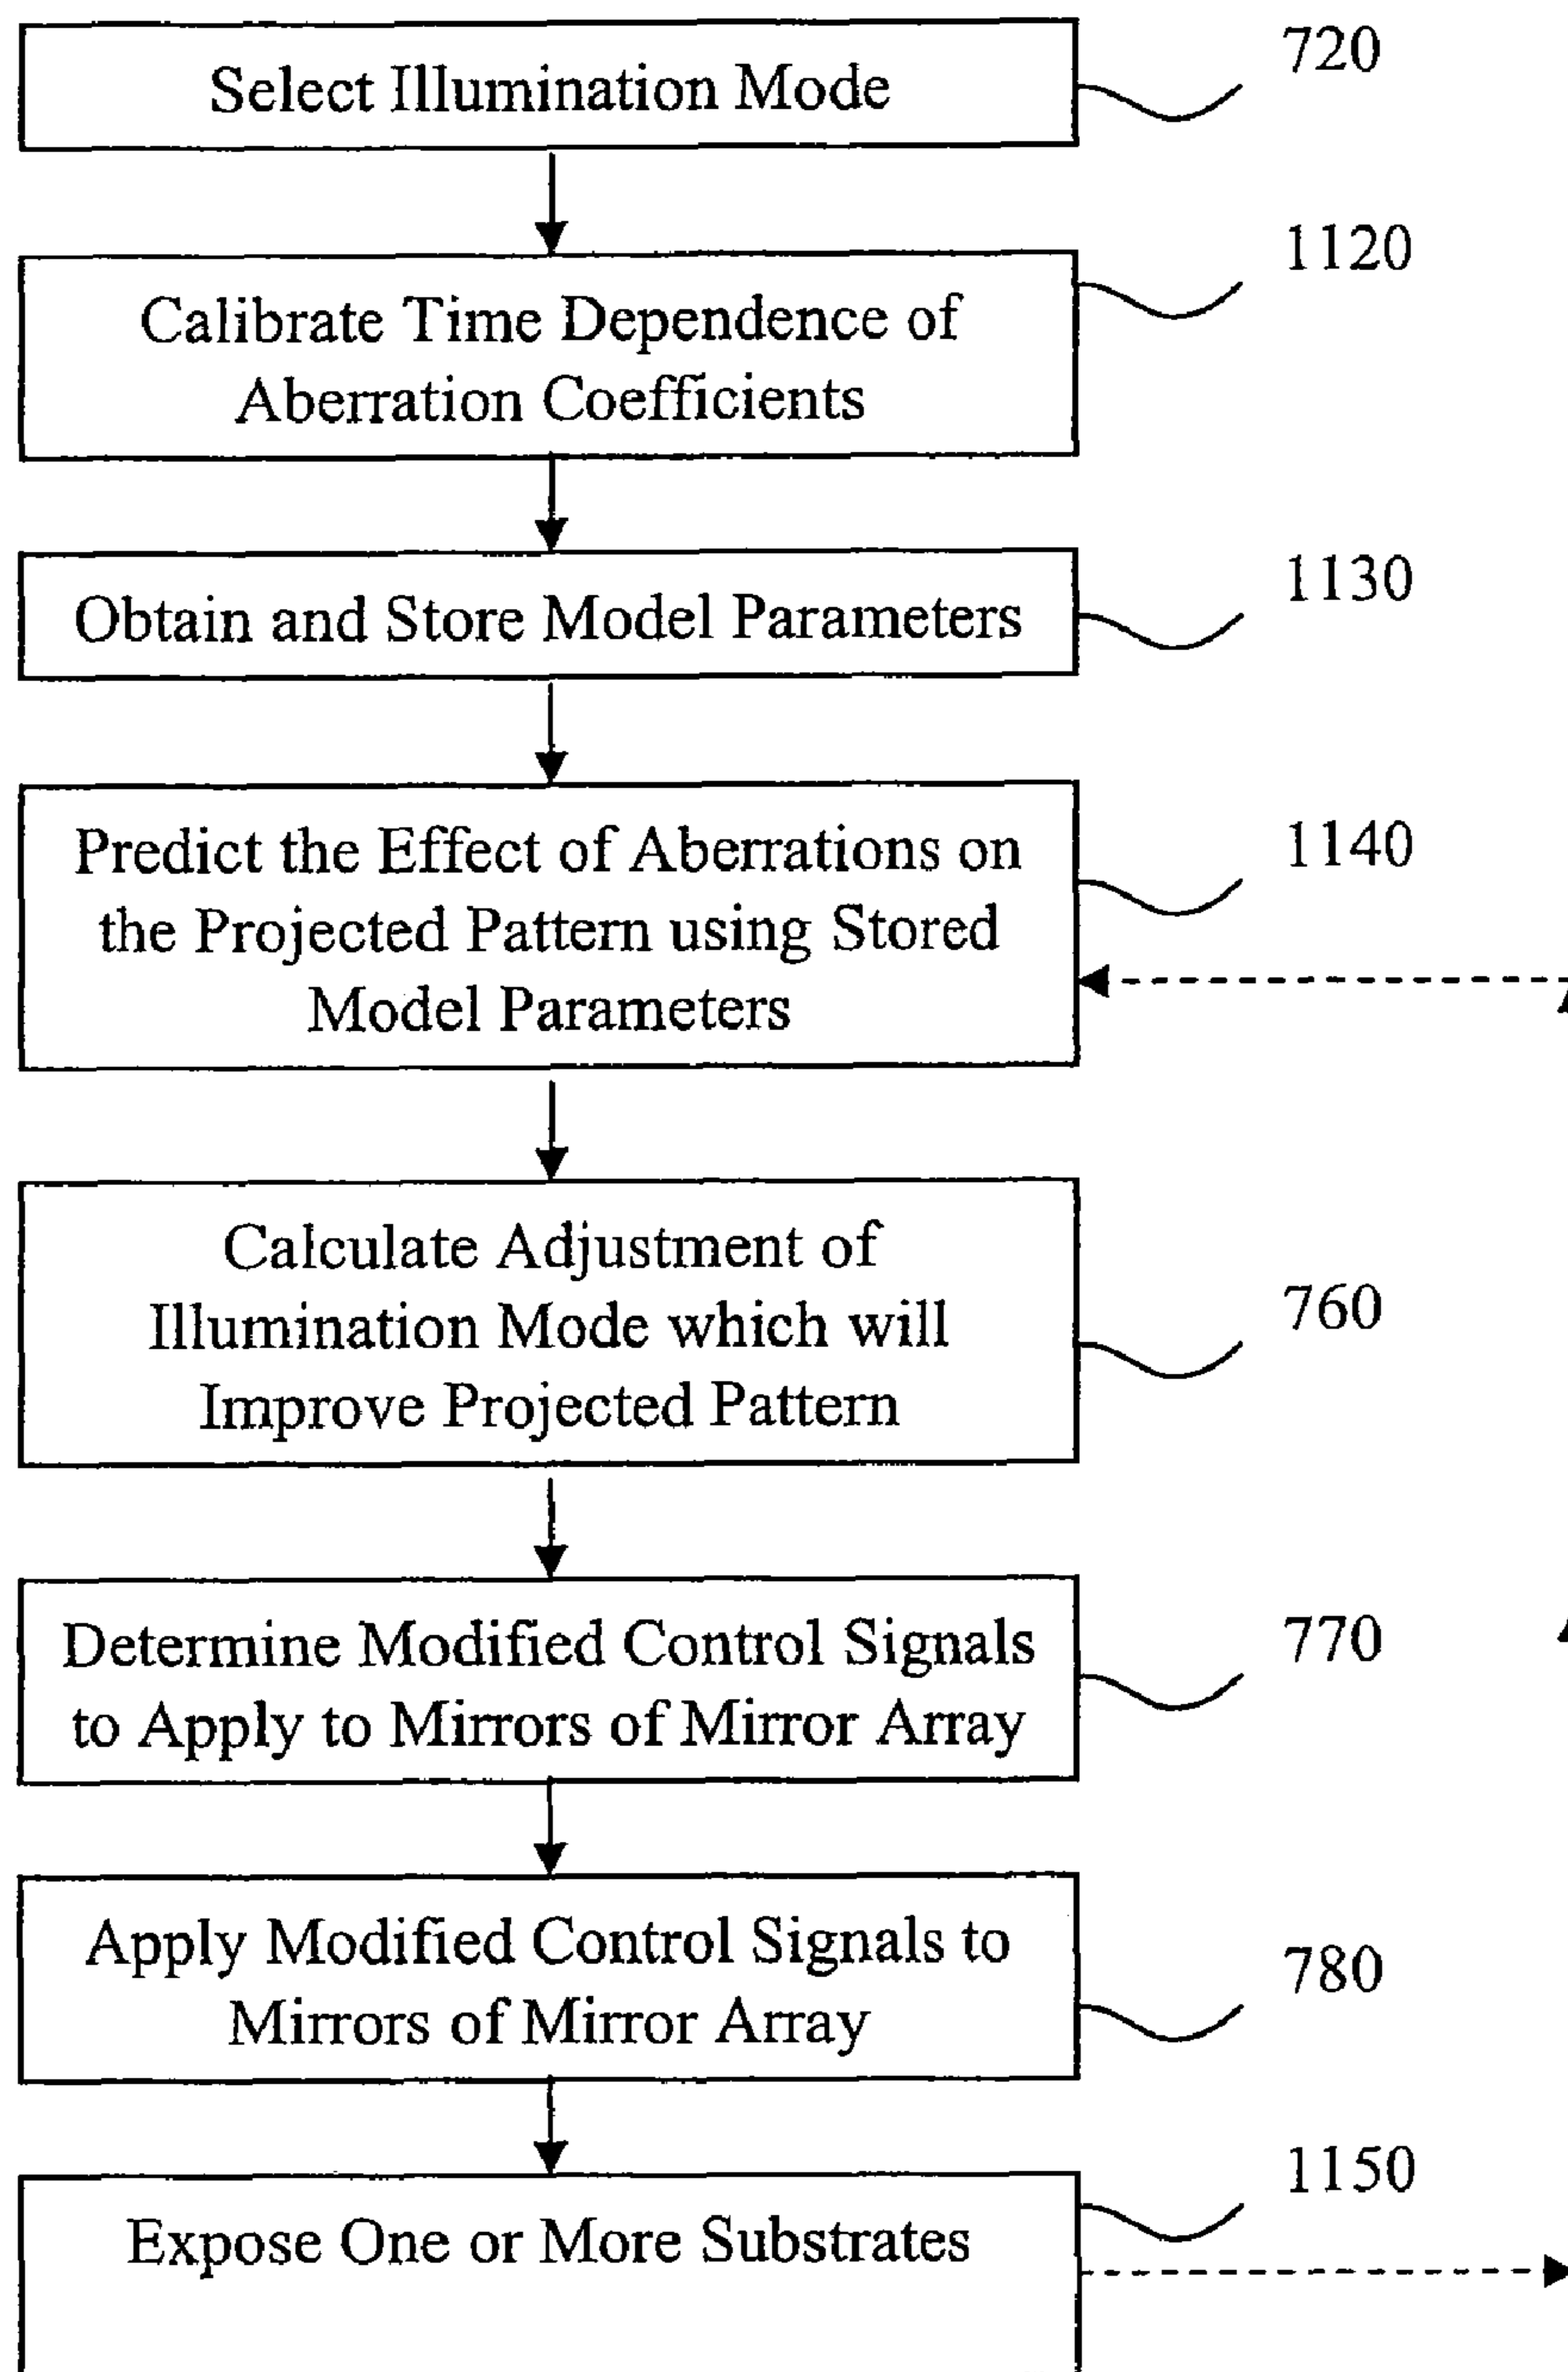 Select Illumination Mode
720
Calibrate Time Dependence of
Aberration Coefficients
1120
Obtain and Store Model Parameters
1130
Predict the Effect of Aberrations on
the Projected Pattern using Stored
Model Parameters
1140
Calculate Adjustment of
Illumination Mode which will
Improve Projected Pattern
760
Determine Modified Control Signals
to Apply to Mirrors of Mirror Array
770
Apply Modified Control Signals to
Mirrors of Mirror Array
780
Expose One or More Substrates
1150